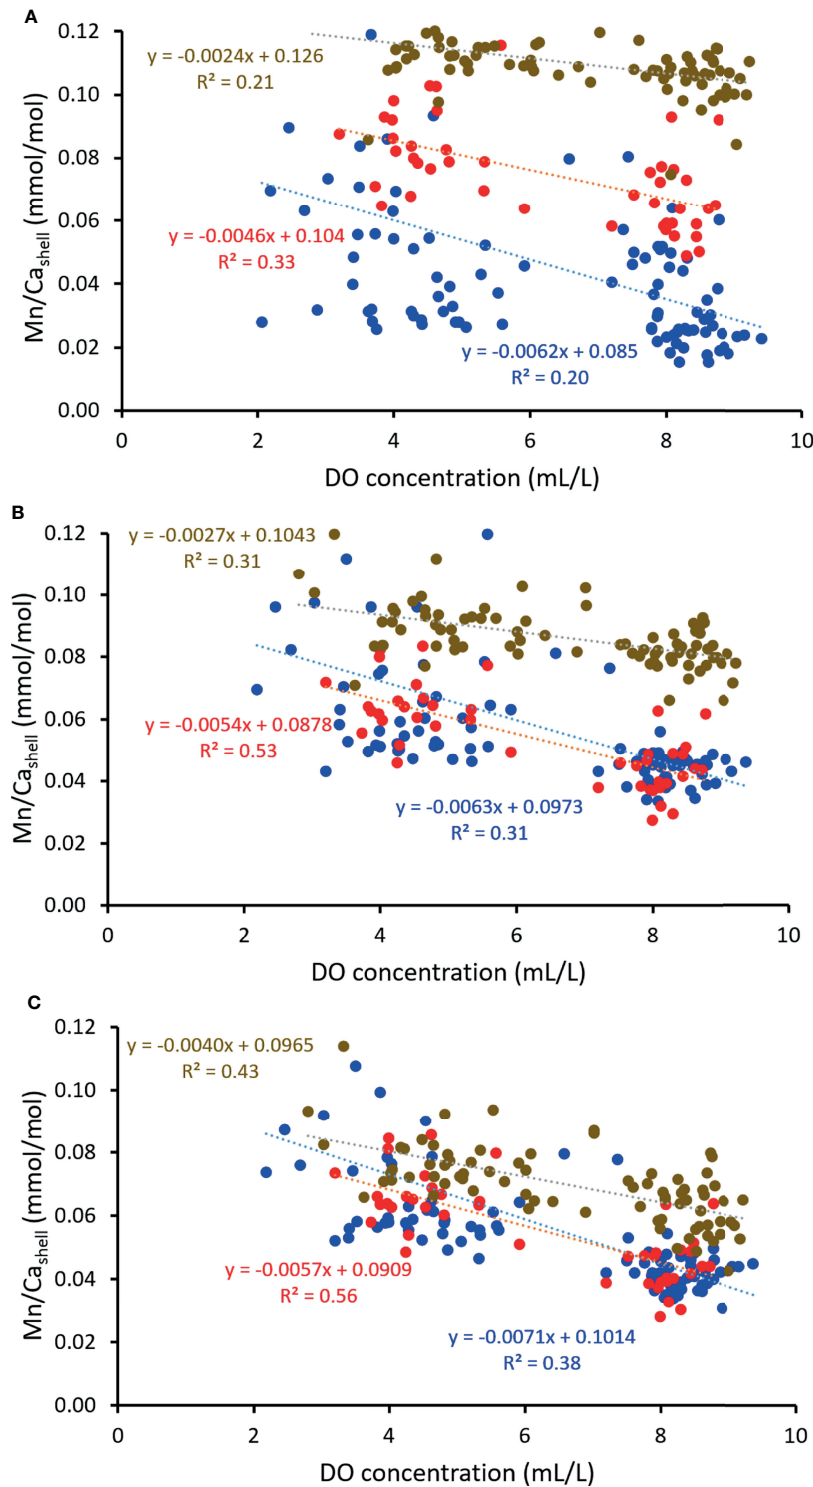 A
0.12
y = -0.0024x + 0.126
R² = 0.21
0.10
0.08
0.06
y = -0.0046x + 0.104
R² = 0.33
0.04
y = -0.0062x + 0.085
R² = 0.20
0.02
0.00
Mn/Ca_shell (mmol/mol)
0 2 4 6 8 10
DO concentration (mL/L)
B
0.12
y = -0.0027x + 0.1043
R² = 0.31
0.10
0.08
0.06
y = -0.0054x + 0.0878
R² = 0.53
0.04
y = -0.0063x + 0.0973
R² = 0.31
0.02
0.00
Mn/Ca_shell (mmol/mol)
0 2 4 6 8 10
DO concentration (mL/L)
C
0.12
y = -0.0040x + 0.0965
R² = 0.43
0.10
0.08
0.06
y = -0.0057x + 0.0909
R² = 0.56
0.04
y = -0.0071x + 0.1014
R² = 0.38
0.02
0.00
Mn/Ca_shell (mmol/mol)
0 2 4 6 8 10
DO concentration (mL/L)